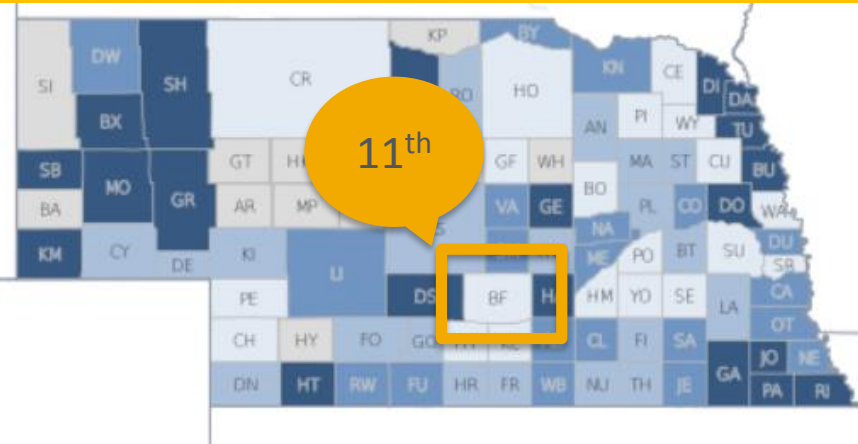 KP
BY
DW
SI
SH
CR
RO
HO
KN
CE
DI
DA
BX
AN
PI
WY
TU
11th
SB
GT
GF
WH
MA
ST
CU
BU
MO
GR
BO
BA
AR
MP
VA
GE
PL
CO
DO
NA
KM
CY
DE
KI
LI
ME
PO
BT
SU
DU
SR
PE
DS
BF
HA
HM
YO
SE
LA
CA
OT
CH
HY
FO
GO
CL
FI
SA
JO
NE
DN
HT
RW
FU
HR
FR
WB
NU
TH
JE
GA
PA
RI